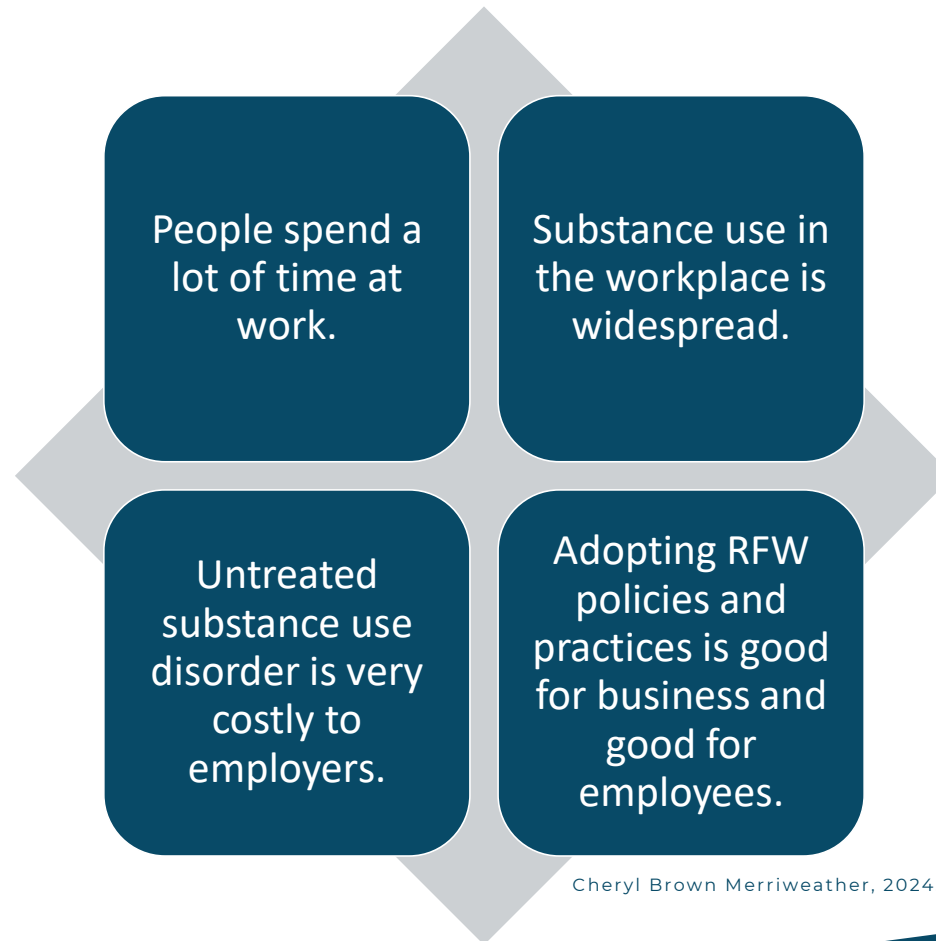 People spend a
lot of time at
work.
Substance use in
the workplace is
widespread.
Untreated
substance use
disorder is very
costly to
employers.
Adopting RFW
policies and
practices is good
for business and
good for
employees.
Cheryl Brown Merriweather, 2024